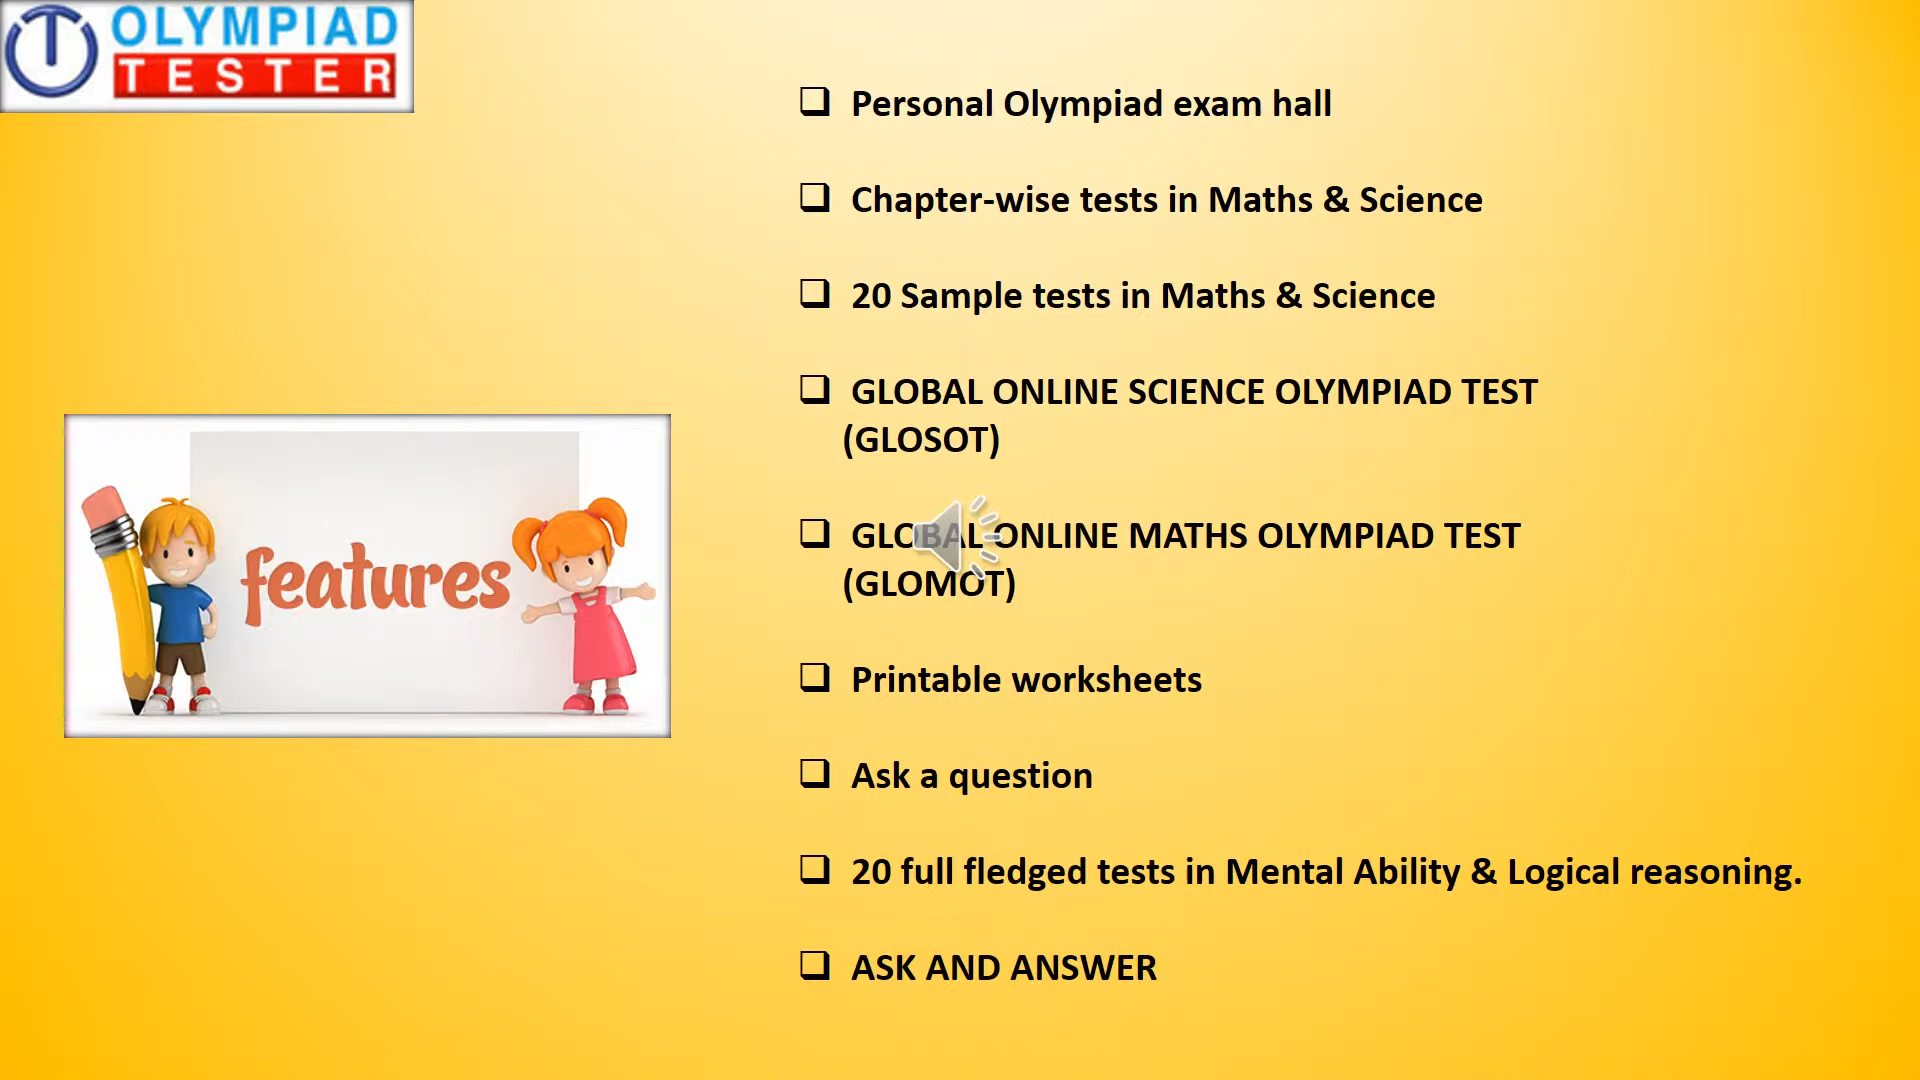 OLYMPIAD
TESTER
features
Personal Olympiad exam hall
Chapter-wise tests in Maths & Science
20 Sample tests in Maths & Science
GLOBAL ONLINE SCIENCE OLYMPIAD TEST
(GLOSOT)
GLOBAL ONLINE MATHS OLYMPIAD TEST
(GLOMOT)
Printable worksheets
Ask a question
20 full fledged tests in Mental Ability & Logical reasoning.
ASK AND ANSWER